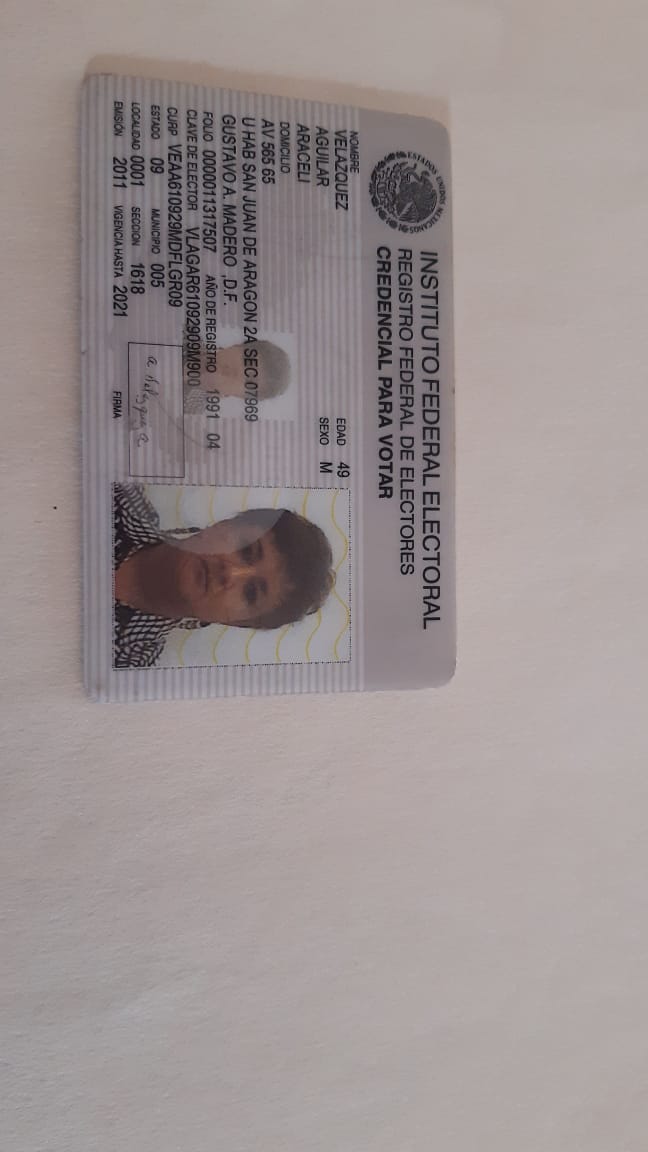 INSTITUTO FEDERAL ELECTORAL
REGISTRO FEDERAL DE ELECTORES
CREDENCIAL PARA VOTAR
ESTADOS UNIDOS MEXICANOS
NOMBRE
VELAZQUEZ
AGUILAR
ARACELI
EDAD 49
SEXO M
DOMICILIO
AV 565 65
U HAB SAN JUAN DE ARAGON 2A SEC 07969
GUSTAVO A. MADERO ,D.F.
FOLIO 0000011317507 AÑO DE REGISTRO 1991 04
CLAVE DE ELECTOR VLAGAR61092909M900
CURP VEAA610929MDFLGR09
ESTADO 09 MUNICIPIO 005
LOCALIDAD 0001 SECCION 1618
EMISIÓN 2011 VIGENCIA HASTA 2021
FIRMA